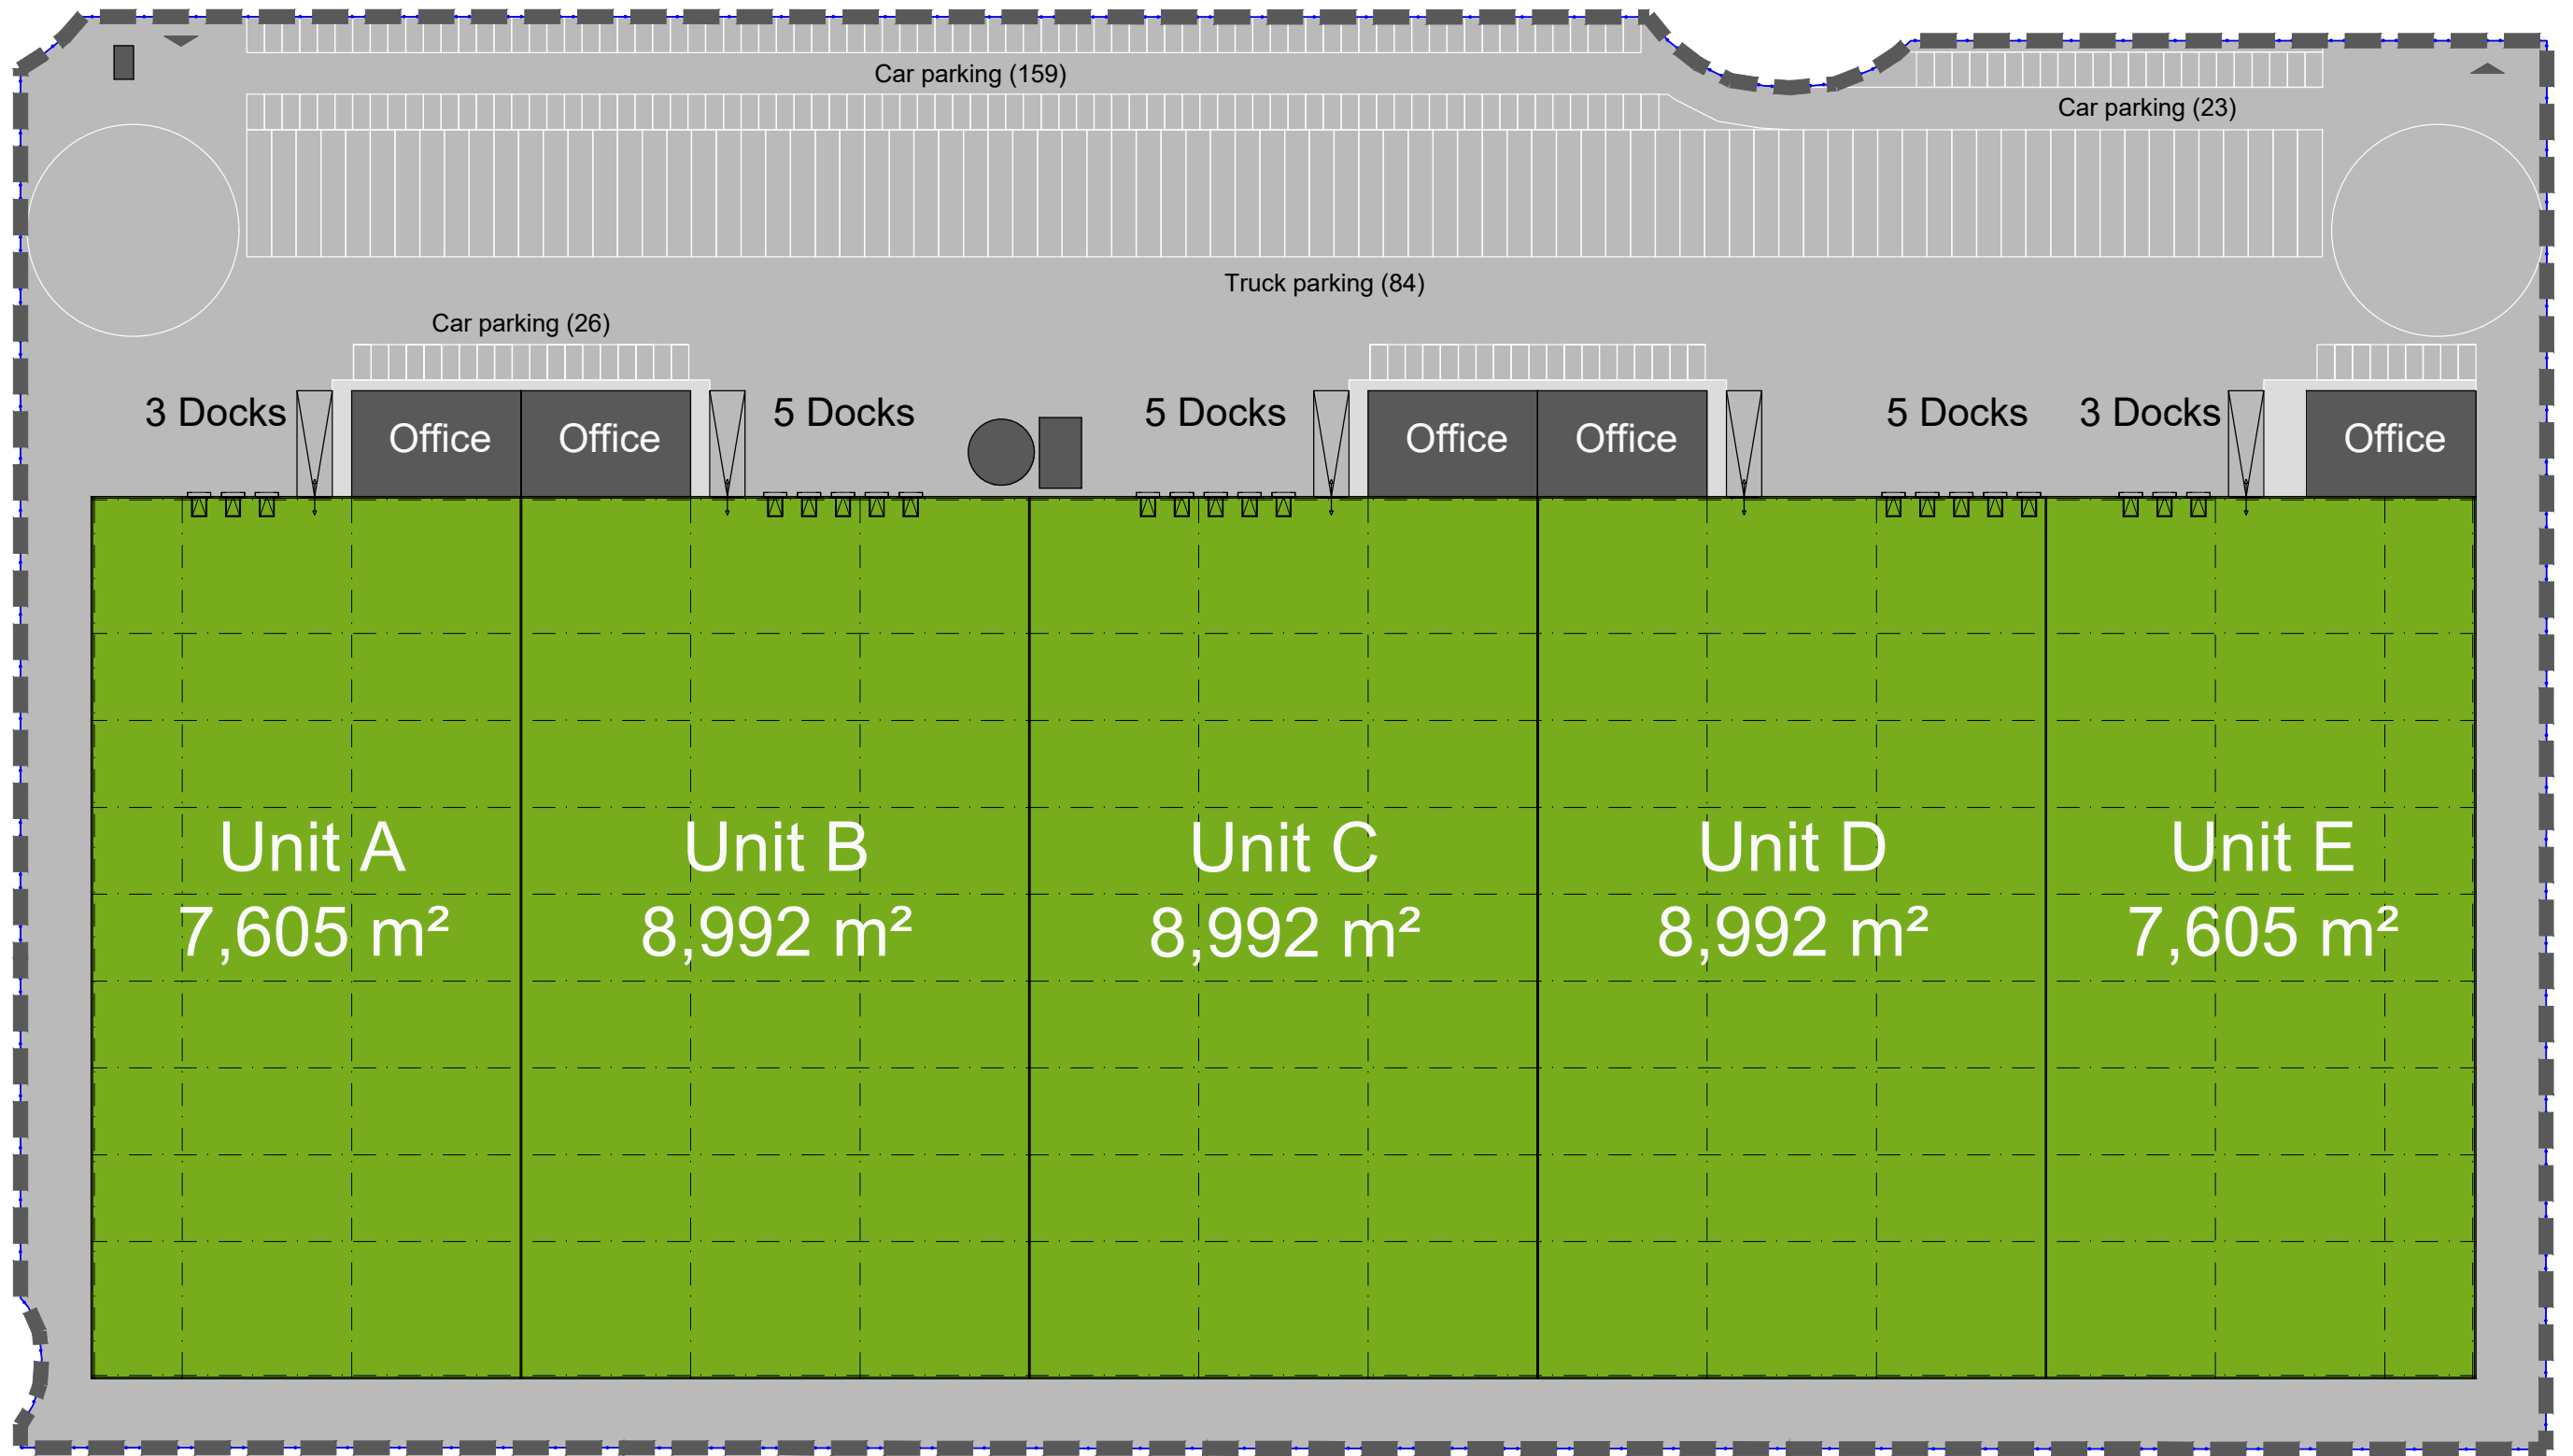 Car parking (159)
Car parking (23)
Truck parking (84)
Car parking (26)
3 Docks
5 Docks
5 Docks
5 Docks
3 Docks
Office
Office
Office
Office
Office
Unit A
7,605 m²
Unit B
8,992 m²
Unit C
8,992 m²
Unit D
8,992 m²
Unit E
7,605 m²